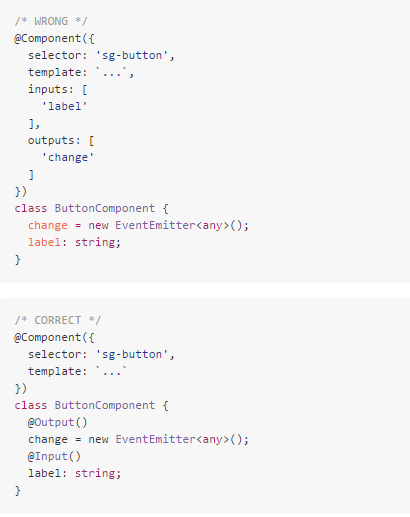 /* WRONG */
@Component({
  selector: 'sg-button',
  template: `...`,
  inputs: [
    'label'
  ],
  outputs: [
    'change'
  ]
})
class ButtonComponent {
  change = new EventEmitter<any>();
  label: string;
}
/* CORRECT */
@Component({
  selector: 'sg-button',
  template: `...`
})
class ButtonComponent {
  @Output()
  change = new EventEmitter<any>();
  @Input()
  label: string;
}